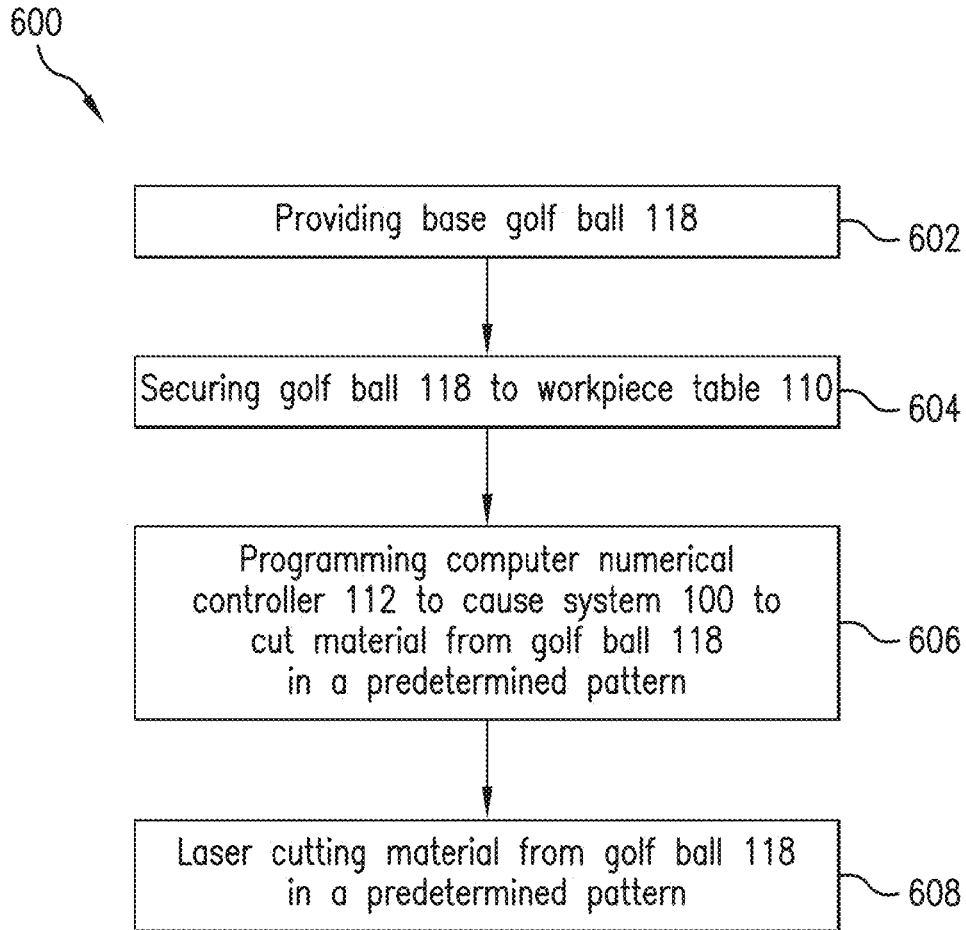 600
Providing base golf ball 118
602
Securing golf ball 118 to workpiece table 110
604
Programming computer numerical
controller 112 to cause system 100 to
cut material from golf ball 118
in a predetermined pattern
606
Laser cutting material from golf ball 118
in a predetermined pattern
608